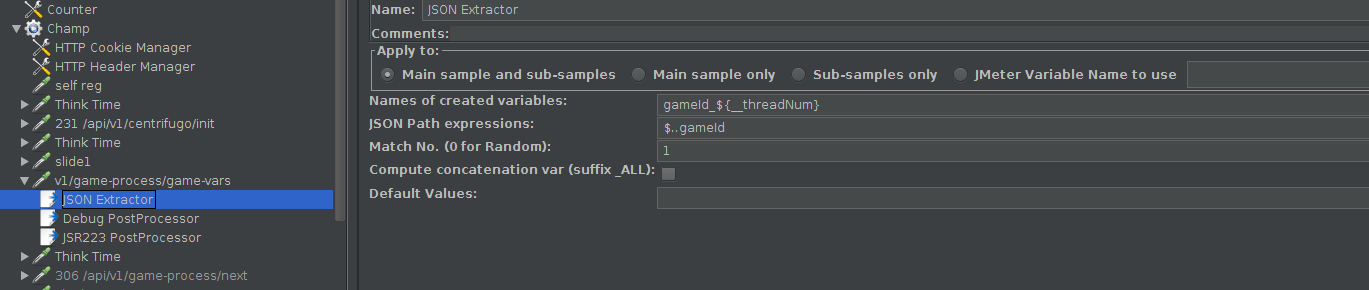 Counter
Champ
HTTP Cookie Manager
HTTP Header Manager
self reg
Think Time
231 /api/v1/centrifugo/init
Think Time
slide1
v1/game-process/game-vars
JSON Extractor
Debug PostProcessor
JSR223 PostProcessor
Think Time
306 /api/v1/game-process/next
Name: JSON Extractor
Comments:
Apply to:
Main sample and sub-samples Main sample only Sub-samples only JMeter Variable Name to use
Names of created variables: gameId_${__threadNum}
JSON Path expressions: $..gameId
Match No. (0 for Random): 1
Compute concatenation var (suffix _ALL):
Default Values: